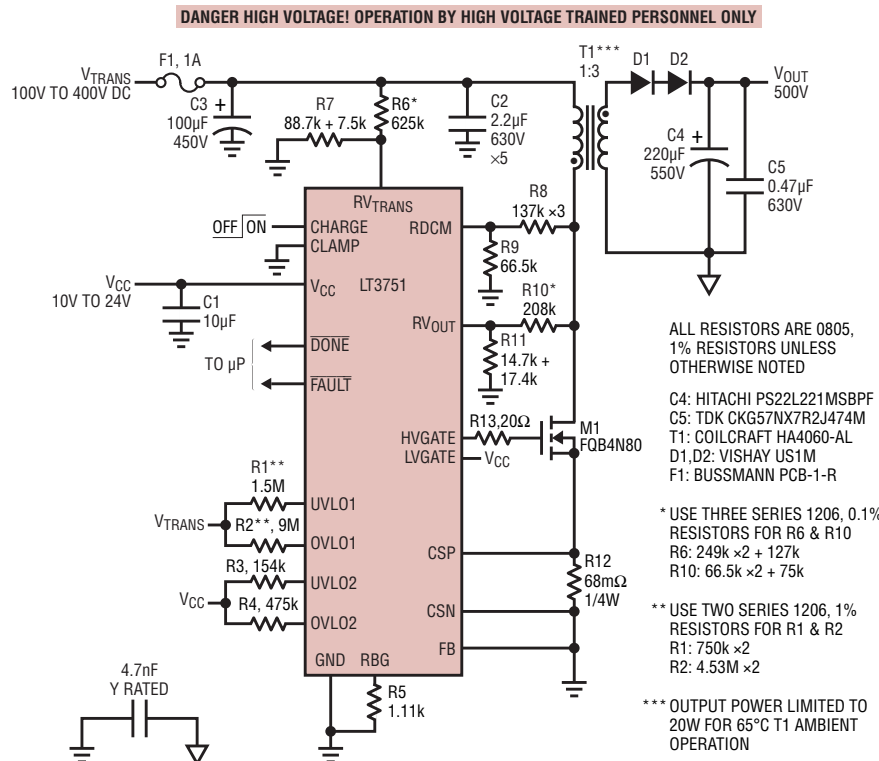 DANGER HIGH VOLTAGE! OPERATION BY HIGH VOLTAGE TRAINED PERSONNEL ONLY
VTRANS
100V TO 400V DC
F1, 1A
C3
100µF
450V
+
R7
88.7k + 7.5k
R6*
625k
C2
2.2µF
630V
×5
T1***
1:3
D1
D2
VOUT
500V
C4
220µF
550V
+
C5
0.47µF
630V
OFF ON
RVTRANS
CHARGE
CLAMP
VCC
LT3751
RDCM
R8
137k ×3
R9
66.5k
VCC
10V TO 24V
C1
10µF
RVOUT
R10*
208k
R11
14.7k +
17.4k
TO µP
DONE
FAULT
HVGATE
LVGATE
R13,20Ω
VCC
M1
FQB4N80
VTRANS
R1**
1.5M
R2**, 9M
UVLO1
OVLO1
VCC
R3, 154k
R4, 475k
UVLO2
OVLO2
CSP
CSN
FB
R12
68mΩ
1/4W
GND
RBG
R5
1.11k
4.7nF
Y RATED
ALL RESISTORS ARE 0805,
1% RESISTORS UNLESS
OTHERWISE NOTED
C4: HITACHI PS22L221MSBPF
C5: TDK CKG57NX7R2J474M
T1: COILCRAFT HA4060-AL
D1,D2: VISHAY US1M
F1: BUSSMANN PCB-1-R
* USE THREE SERIES 1206, 0.1%
RESISTORS FOR R6 & R10
R6: 249k ×2 + 127k
R10: 66.5k ×2 + 75k
** USE TWO SERIES 1206, 1%
RESISTORS FOR R1 & R2
R1: 750k ×2
R2: 4.53M ×2
*** OUTPUT POWER LIMITED TO
20W FOR 65°C T1 AMBIENT
OPERATION